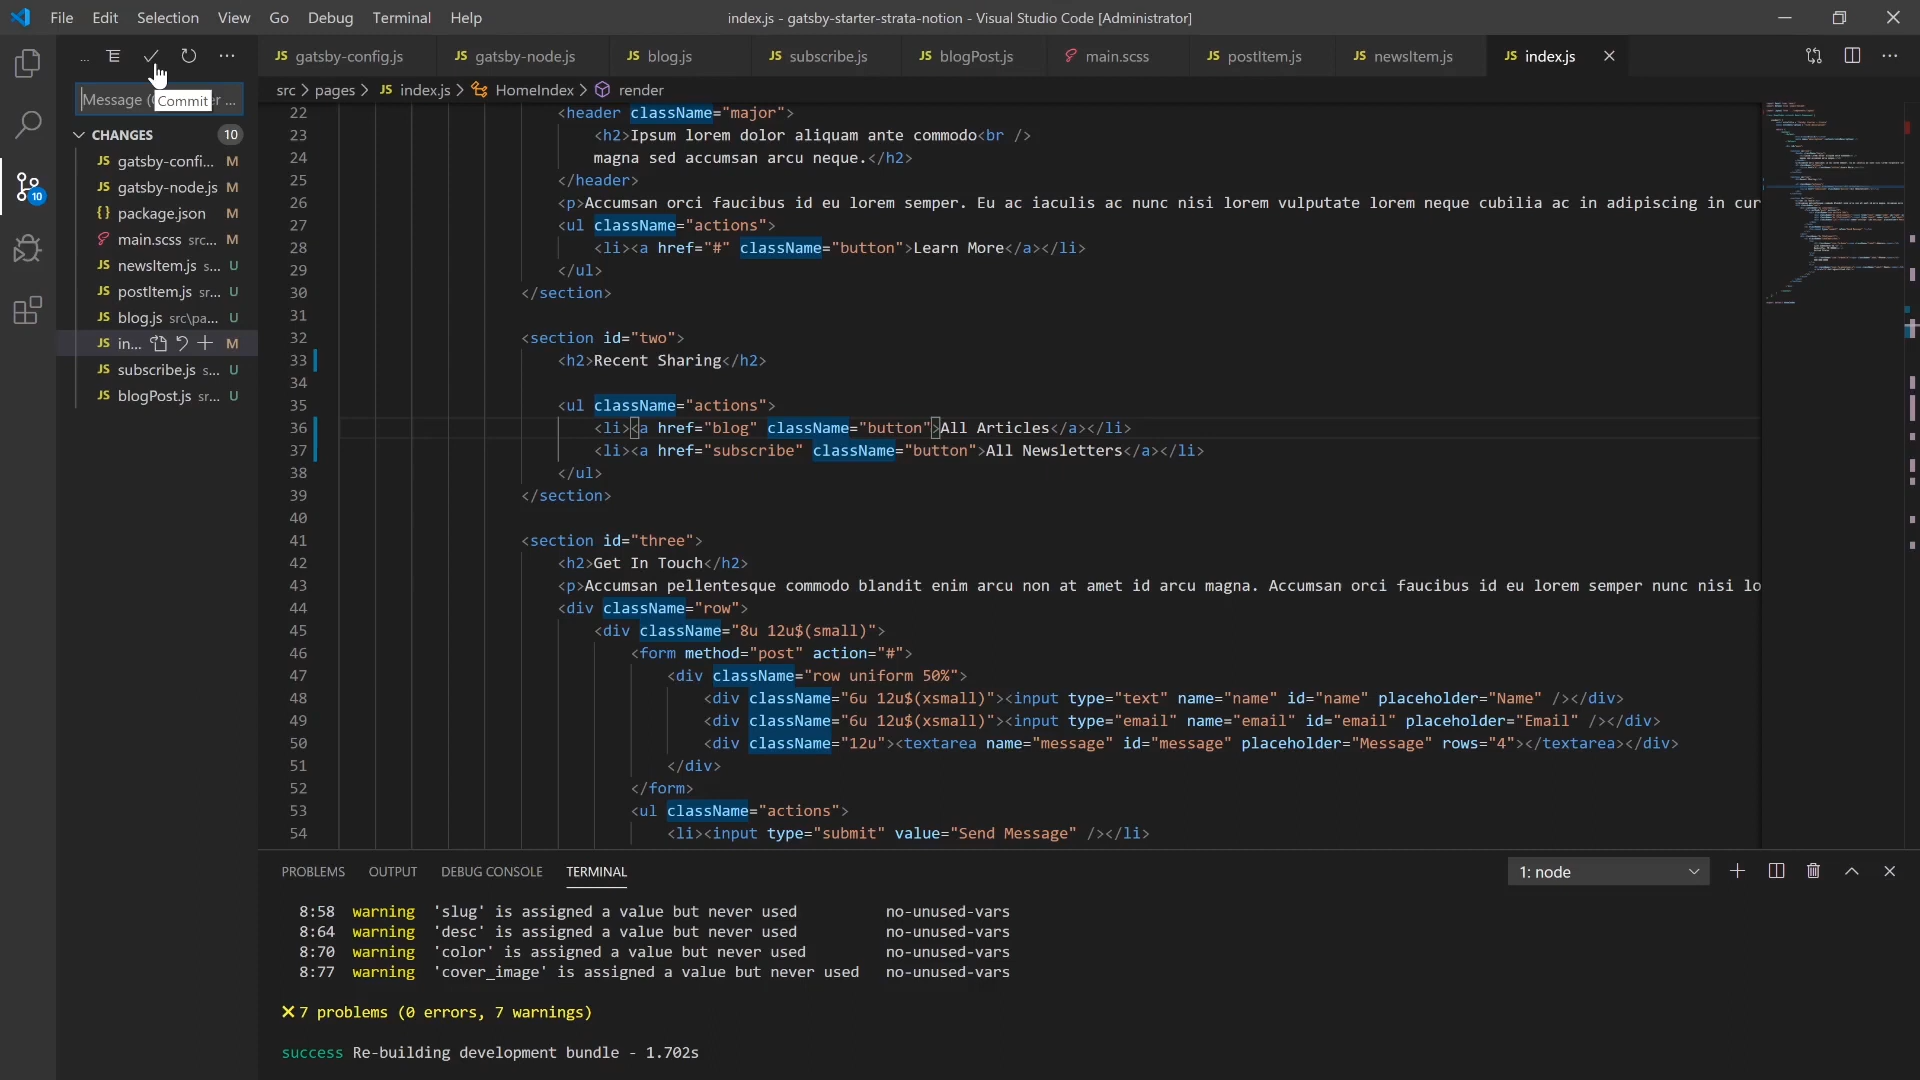 File Edit Selection View Go Debug Terminal Help
index.js - gatsby-starter-strata-notion - Visual Studio Code [Administrator]
JS gatsby-config.js JS gatsby-node.js JS blog.js JS subscribe.js JS blogPost.js main.scss JS postItem.js JS newsItem.js JS index.js
src > pages > JS index.js > HomeIndex > render
Message (C
Commit
er ...
CHANGES 10
JS gatsby-confi... M
JS gatsby-node.js M
{} package.json M
main.scss src... M
JS newsItem.js s... U
JS postItem.js sr... U
JS blog.js src\pa... U
JS in... M
JS subscribe.js s... U
JS blogPost.js sr... U
10
22 <header className="major">
23 <h2>Ipsum lorem dolor aliquam ante commodo<br />
24 magna sed accumsan arcu neque.</h2>
25 </header>
26 <p>Accumsan orci faucibus id eu lorem semper. Eu ac iaculis ac nunc nisi lorem vulputate lorem neque cubilia ac in adipiscing in cur
27 <ul className="actions">
28 <li><a href="#" className="button">Learn More</a></li>
29 </ul>
30 </section>
31
32 <section id="two">
33 <h2>Recent Sharing</h2>
34
35 <ul className="actions">
36 <li><a href="blog" className="button">All Articles</a></li>
37 <li><a href="subscribe" className="button">All Newsletters</a></li>
38 </ul>
39 </section>
40
41 <section id="three">
42 <h2>Get In Touch</h2>
43 <p>Accumsan pellentesque commodo blandit enim arcu non at amet id arcu magna. Accumsan orci faucibus id eu lorem semper nunc nisi lo
44 <div className="row">
45 <div className="8u 12u$(small)">
46 <form method="post" action="#">
47 <div className="row uniform 50%">
48 <div className="6u 12u$(xsmall)"><input type="text" name="name" id="name" placeholder="Name" /></div>
49 <div className="6u 12u$(xsmall)"><input type="email" name="email" id="email" placeholder="Email" /></div>
50 <div className="12u"><textarea name="message" id="message" placeholder="Message" rows="4"></textarea></div>
51 </div>
52 </form>
53 <ul className="actions">
54 <li><input type="submit" value="Send Message" /></li>
PROBLEMS OUTPUT DEBUG CONSOLE TERMINAL 1: node
8:58 warning 'slug' is assigned a value but never used no-unused-vars
8:64 warning 'desc' is assigned a value but never used no-unused-vars
8:70 warning 'color' is assigned a value but never used no-unused-vars
8:77 warning 'cover_image' is assigned a value but never used no-unused-vars
✕ 7 problems (0 errors, 7 warnings)
success Re-building development bundle - 1.702s